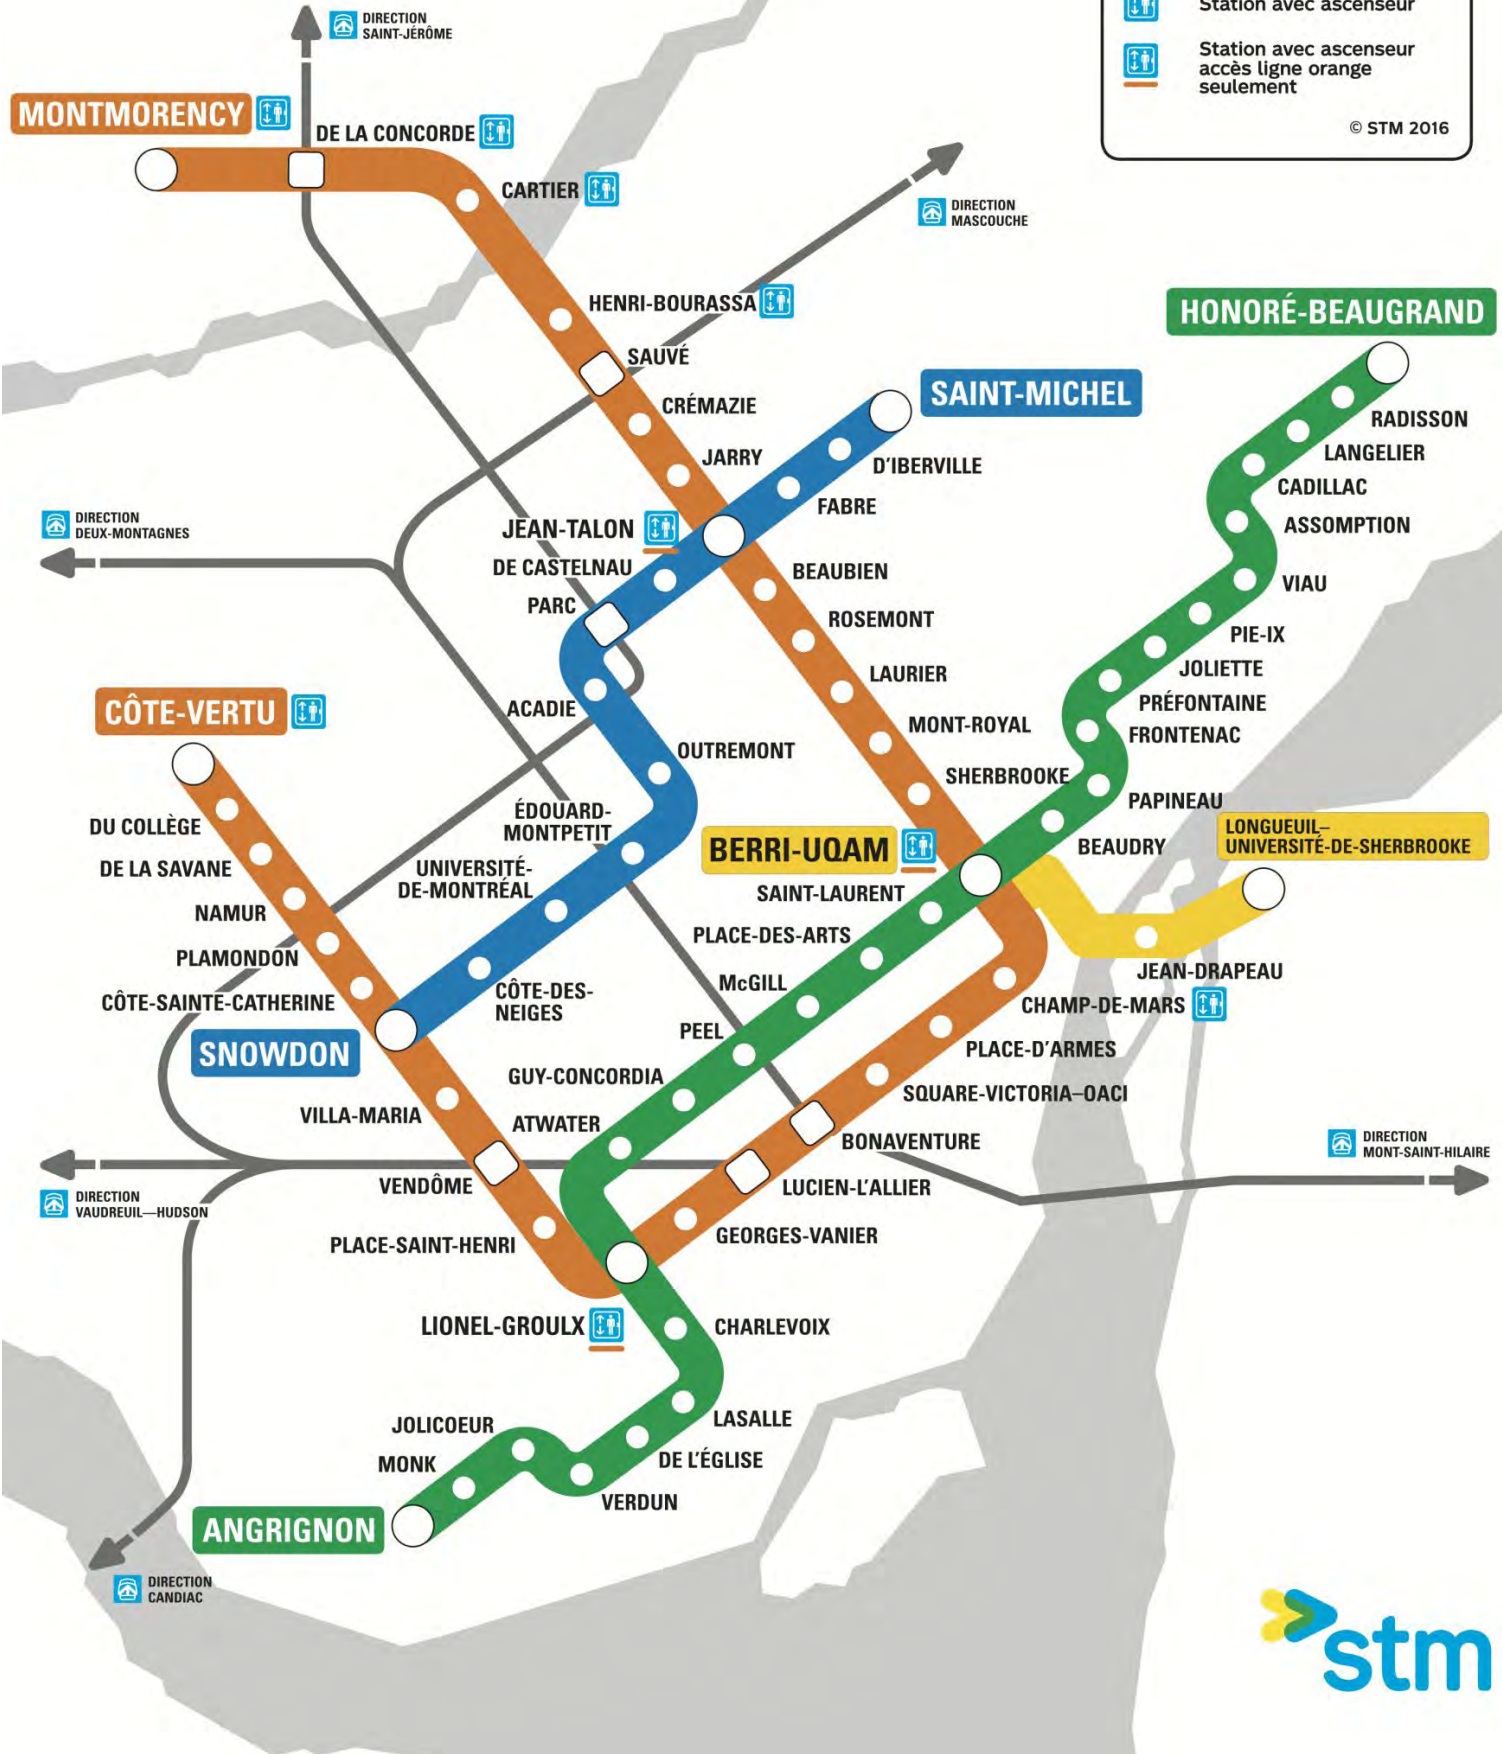 Station avec ascenseur
Station avec ascenseur
accès ligne orange
seulement
© STM 2016
DIRECTION
SAINT-JÉRÔME
MONTMORENCY
DE LA CONCORDE
CARTIER
DIRECTION
MASCOUCHE
HENRI-BOURASSA
HONORÉ-BEAUGRAND
SAUVÉ
SAINT-MICHEL
CRÉMAZIE
RADISSON
JARRY
D'IBERVILLE
LANGELIER
CADILLAC
FABRE
DIRECTION
DEUX-MONTAGNES
JEAN-TALON
ASSOMPTION
DE CASTELNAU
BEAUBIEN
VIAU
PARC
ROSEMONT
PIE-IX
LAURIER
JOLIETTE
CÔTE-VERTU
ACADIE
PRÉFONTAINE
MONT-ROYAL
FRONTENAC
OUTREMONT
SHERBROOKE
PAPINEAU
ÉDOUARD-
MONTPETIT
DU COLLÈGE
LONGUEUIL–
UNIVERSITÉ-DE-SHERBROOKE
BERRI-UQAM
BEAUDRY
DE LA SAVANE
UNIVERSITÉ-
DE-MONTRÉAL
SAINT-LAURENT
NAMUR
PLACE-DES-ARTS
PLAMONDON
JEAN-DRAPEAU
McGILL
CÔTE-SAINTE-CATHERINE
CÔTE-DES-
NEIGES
CHAMP-DE-MARS
PEEL
SNOWDON
PLACE-D'ARMES
GUY-CONCORDIA
SQUARE-VICTORIA–OACI
VILLA-MARIA
ATWATER
BONAVENTURE
DIRECTION
MONT-SAINT-HILAIRE
VENDÔME
LUCIEN-L'ALLIER
DIRECTION
VAUDREUIL—HUDSON
PLACE-SAINT-HENRI
GEORGES-VANIER
LIONEL-GROULX
CHARLEVOIX
JOLICOEUR
LASALLE
MONK
DE L'ÉGLISE
VERDUN
ANGRIGNON
DIRECTION
CANDIAC
stm